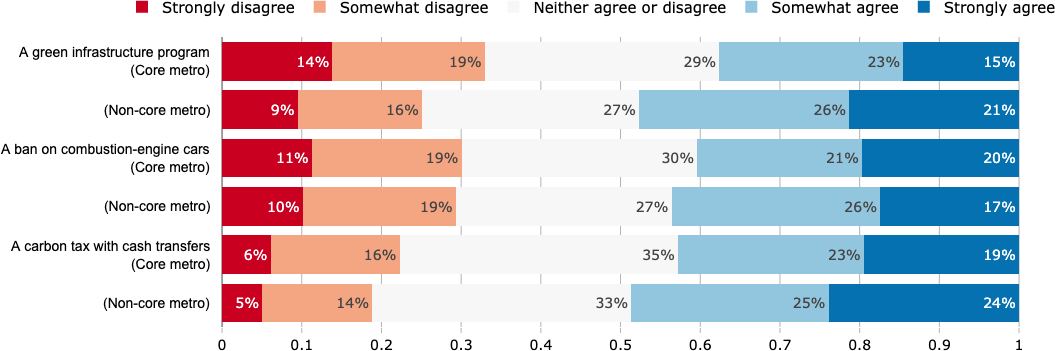 Strongly disagree Somewhat disagree Neither agree or disagree Somewhat agree Strongly agree
A green infrastructure program
(Core metro)
14% 19% 29% 23% 15%
(Non-core metro) 9% 16% 27% 26% 21%
A ban on combustion-engine cars
(Core metro)
11% 19% 30% 21% 20%
(Non-core metro) 10% 19% 27% 26% 17%
A carbon tax with cash transfers
(Core metro)
6% 16% 35% 23% 19%
(Non-core metro) 5% 14% 33% 25% 24%
0 0.1 0.2 0.3 0.4 0.5 0.6 0.7 0.8 0.9 1